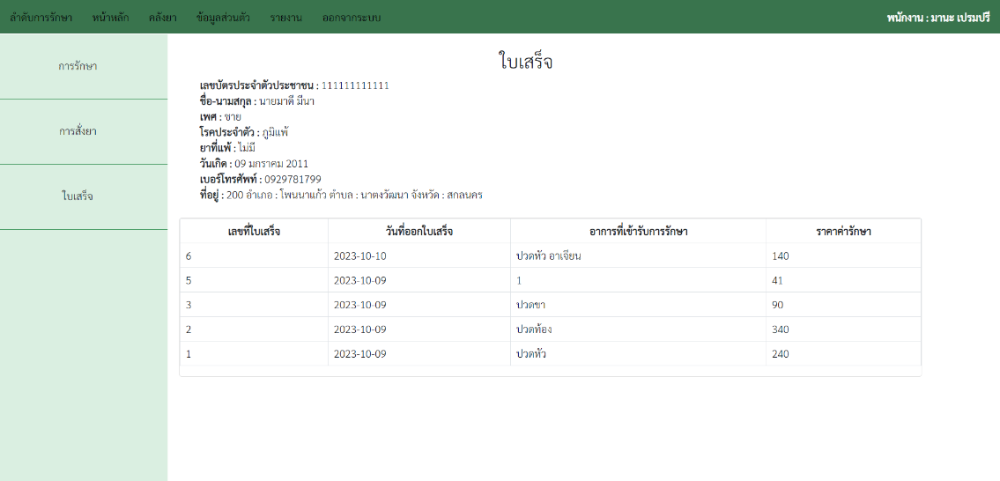 ลำดับการรักษา หน้าหลัก คลังยา ข้อมูลส่วนตัว รายงาน ออกจากระบบ พนักงาน : มานะ เปรมปรี
การรักษา
การสั่งยา
ใบเสร็จ
ใบเสร็จ
เลขบัตรประจำตัวประชาชน : 111111111111
ชื่อ-นามสกุล : นายมาดี มีนา
เพศ : ชาย
โรคประจำตัว : ภูมิแพ้
ยาที่แพ้ : ไม่มี
วันเกิด : 09 มกราคม 2011
เบอร์โทรศัพท์ : 0929781799
ที่อยู่ : 200 อำเภอ : โพนนาแก้ว ตำบล : นาตงวัฒนา จังหวัด : สกลนคร
เลขที่ใบเสร็จ วันที่ออกใบเสร็จ อาการที่เข้ารับการรักษา ราคาค่ารักษา
6 2023-10-10 ปวดหัว อาเจียน 140
5 2023-10-09 1 41
3 2023-10-09 ปวดขา 90
2 2023-10-09 ปวดท้อง 340
1 2023-10-09 ปวดหัว 240